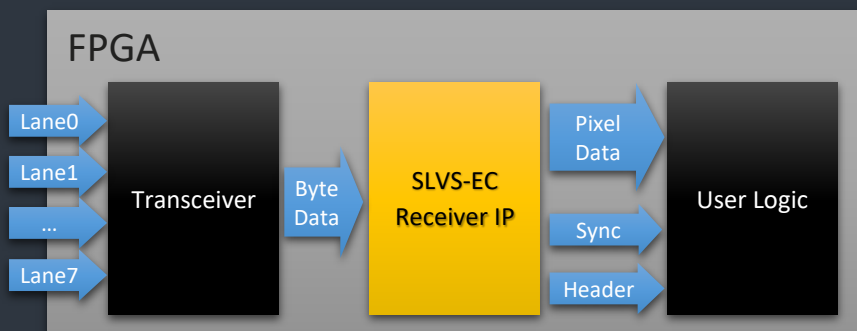 FPGA
Lane0
Lane1
...
Lane7
Transceiver
Byte
Data
SLVS-EC
Receiver IP
Pixel
Data
Sync
Header
User Logic